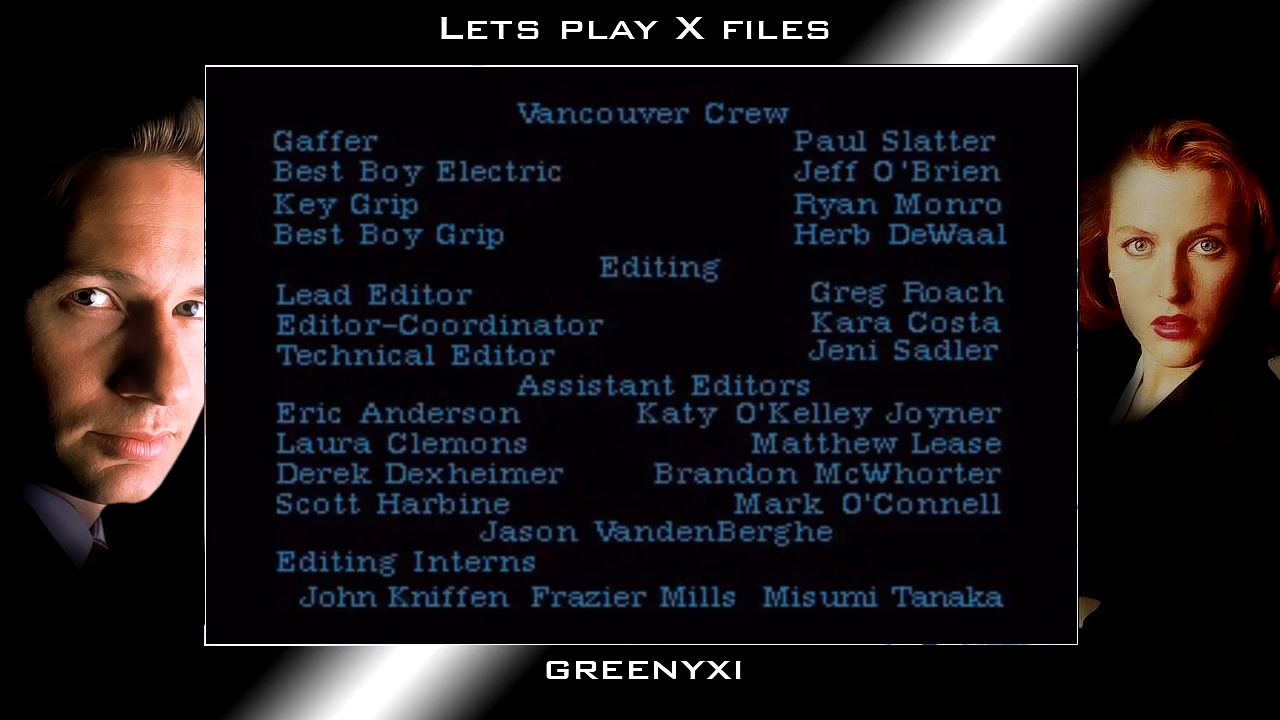 LETS PLAY X FILES
Vancouver Crew
Gaffer Paul Slatter
Best Boy Electric Jeff O'Brien
Key Grip Ryan Monro
Best Boy Grip Herb DeWaal
Editing
Lead Editor Greg Roach
Editor-Coordinator Kara Costa
Technical Editor Jeni Sadler
Assistant Editors
Eric Anderson Katy O'Kelley Joyner
Laura Clemons Matthew Lease
Derek Dexheimer Brandon McWhorter
Scott Harbine Mark O'Connell
Jason VandenBerghe
Editing Interns
John Kniffen Frazier Mills Misumi Tanaka
GREENYXI